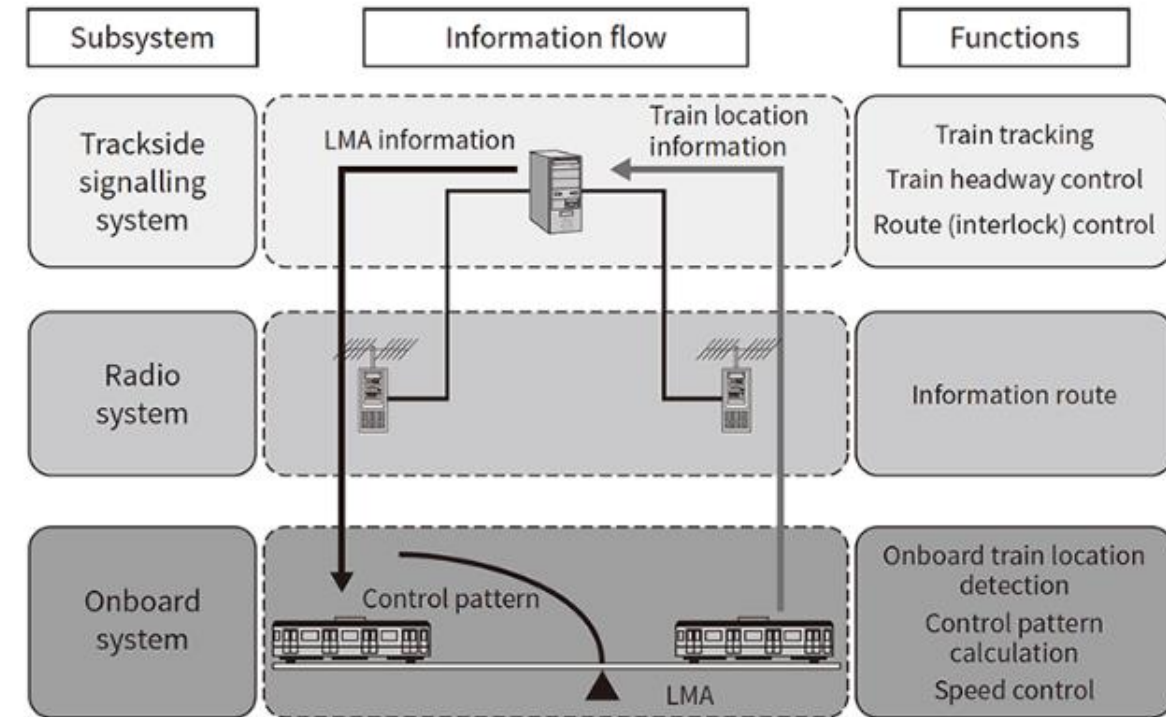 Subsystem
Information flow
Functions
Trackside
signalling
system
LMA information
Train location
information
Train tracking
Train headway control
Route (interlock) control
Radio
system
Information route
Onboard
system
Control pattern
LMA
Onboard train location
detection
Control pattern
calculation
Speed control